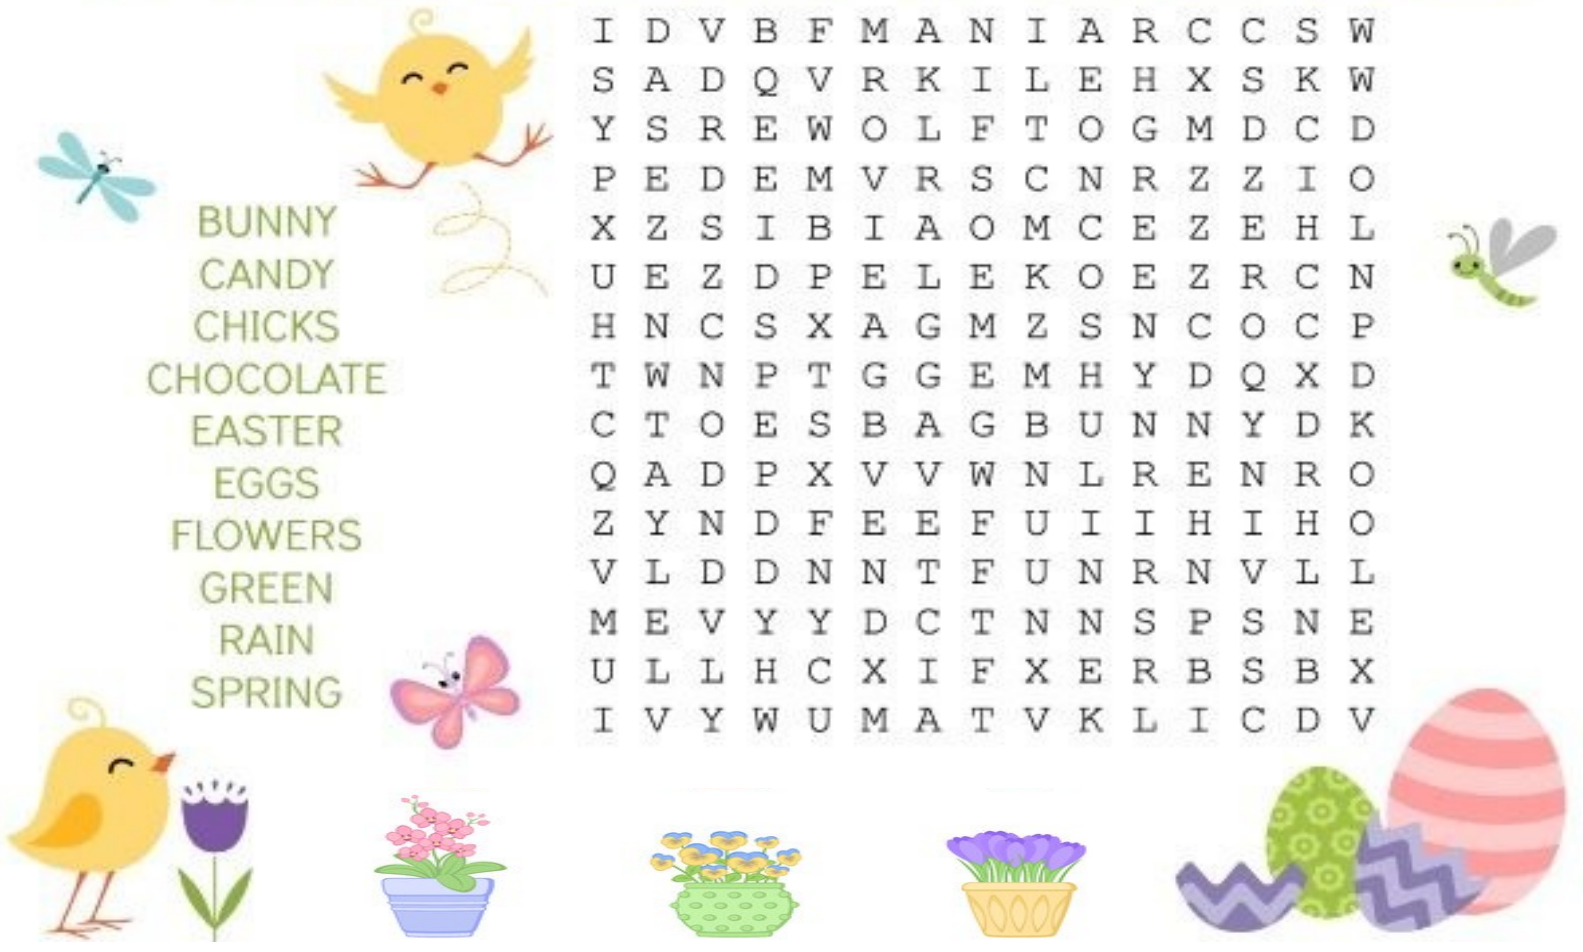 BUNNY
CANDY
CHICKS
CHOCOLATE
EASTER
EGGS
FLOWERS
GREEN
RAIN
SPRING
I D V B F M A N I A R C C S W
S A D Q V R K I L E H X S K W
Y S R E W O L F T O G M D C D
P E D E M V R S C N R Z Z I O
X Z S I B I A O M C E Z E H L
U E Z D P E L E K O E Z R C N
H N C S X A G M Z S N C O C P
T W N P T G G E M H Y D Q X D
C T O E S B A G B U N N Y D K
Q A D P X V V W N L R E N R O
Z Y N D F E E F U I I H I H O
V L D D N N T F U N R N V L L
M E V Y Y D C T N N S P S N E
U L L H C X I F X E R B S B X
I V Y W U M A T V K L I C D V